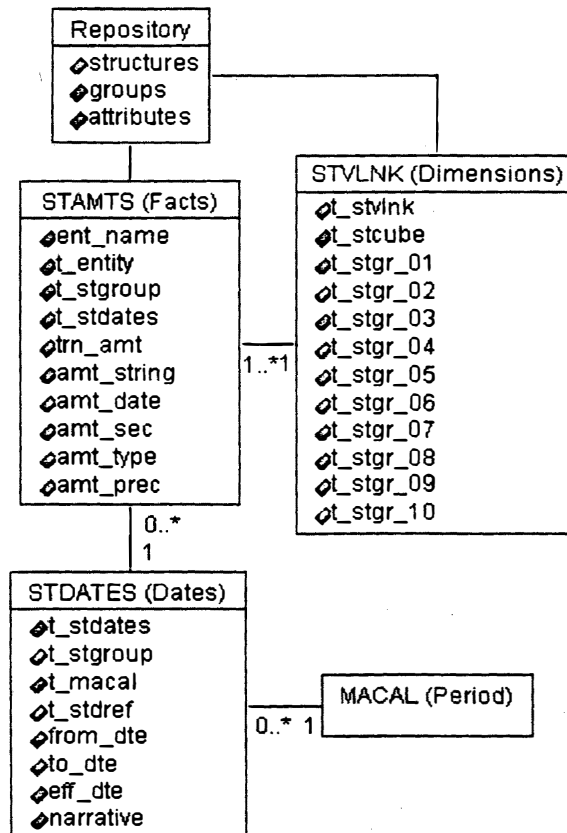 Repository
structures
groups
attributes
STAMTS (Facts)
ent_name
t_entity
t_stgroup
t_stdates
trn_amt
amt_string
amt_date
amt_sec
amt_type
amt_prec
STVLNK (Dimensions)
t_stvlnk
t_stcube
t_stgr_01
t_stgr_02
t_stgr_03
t_stgr_04
t_stgr_05
t_stgr_06
t_stgr_07
t_stgr_08
t_stgr_09
t_stgr_10
1..*1
0..*
1
STDATES (Dates)
t_stdates
t_stgroup
t_macal
t_stdref
from_dte
to_dte
eff_dte
narrative
0..* 1
MACAL (Period)